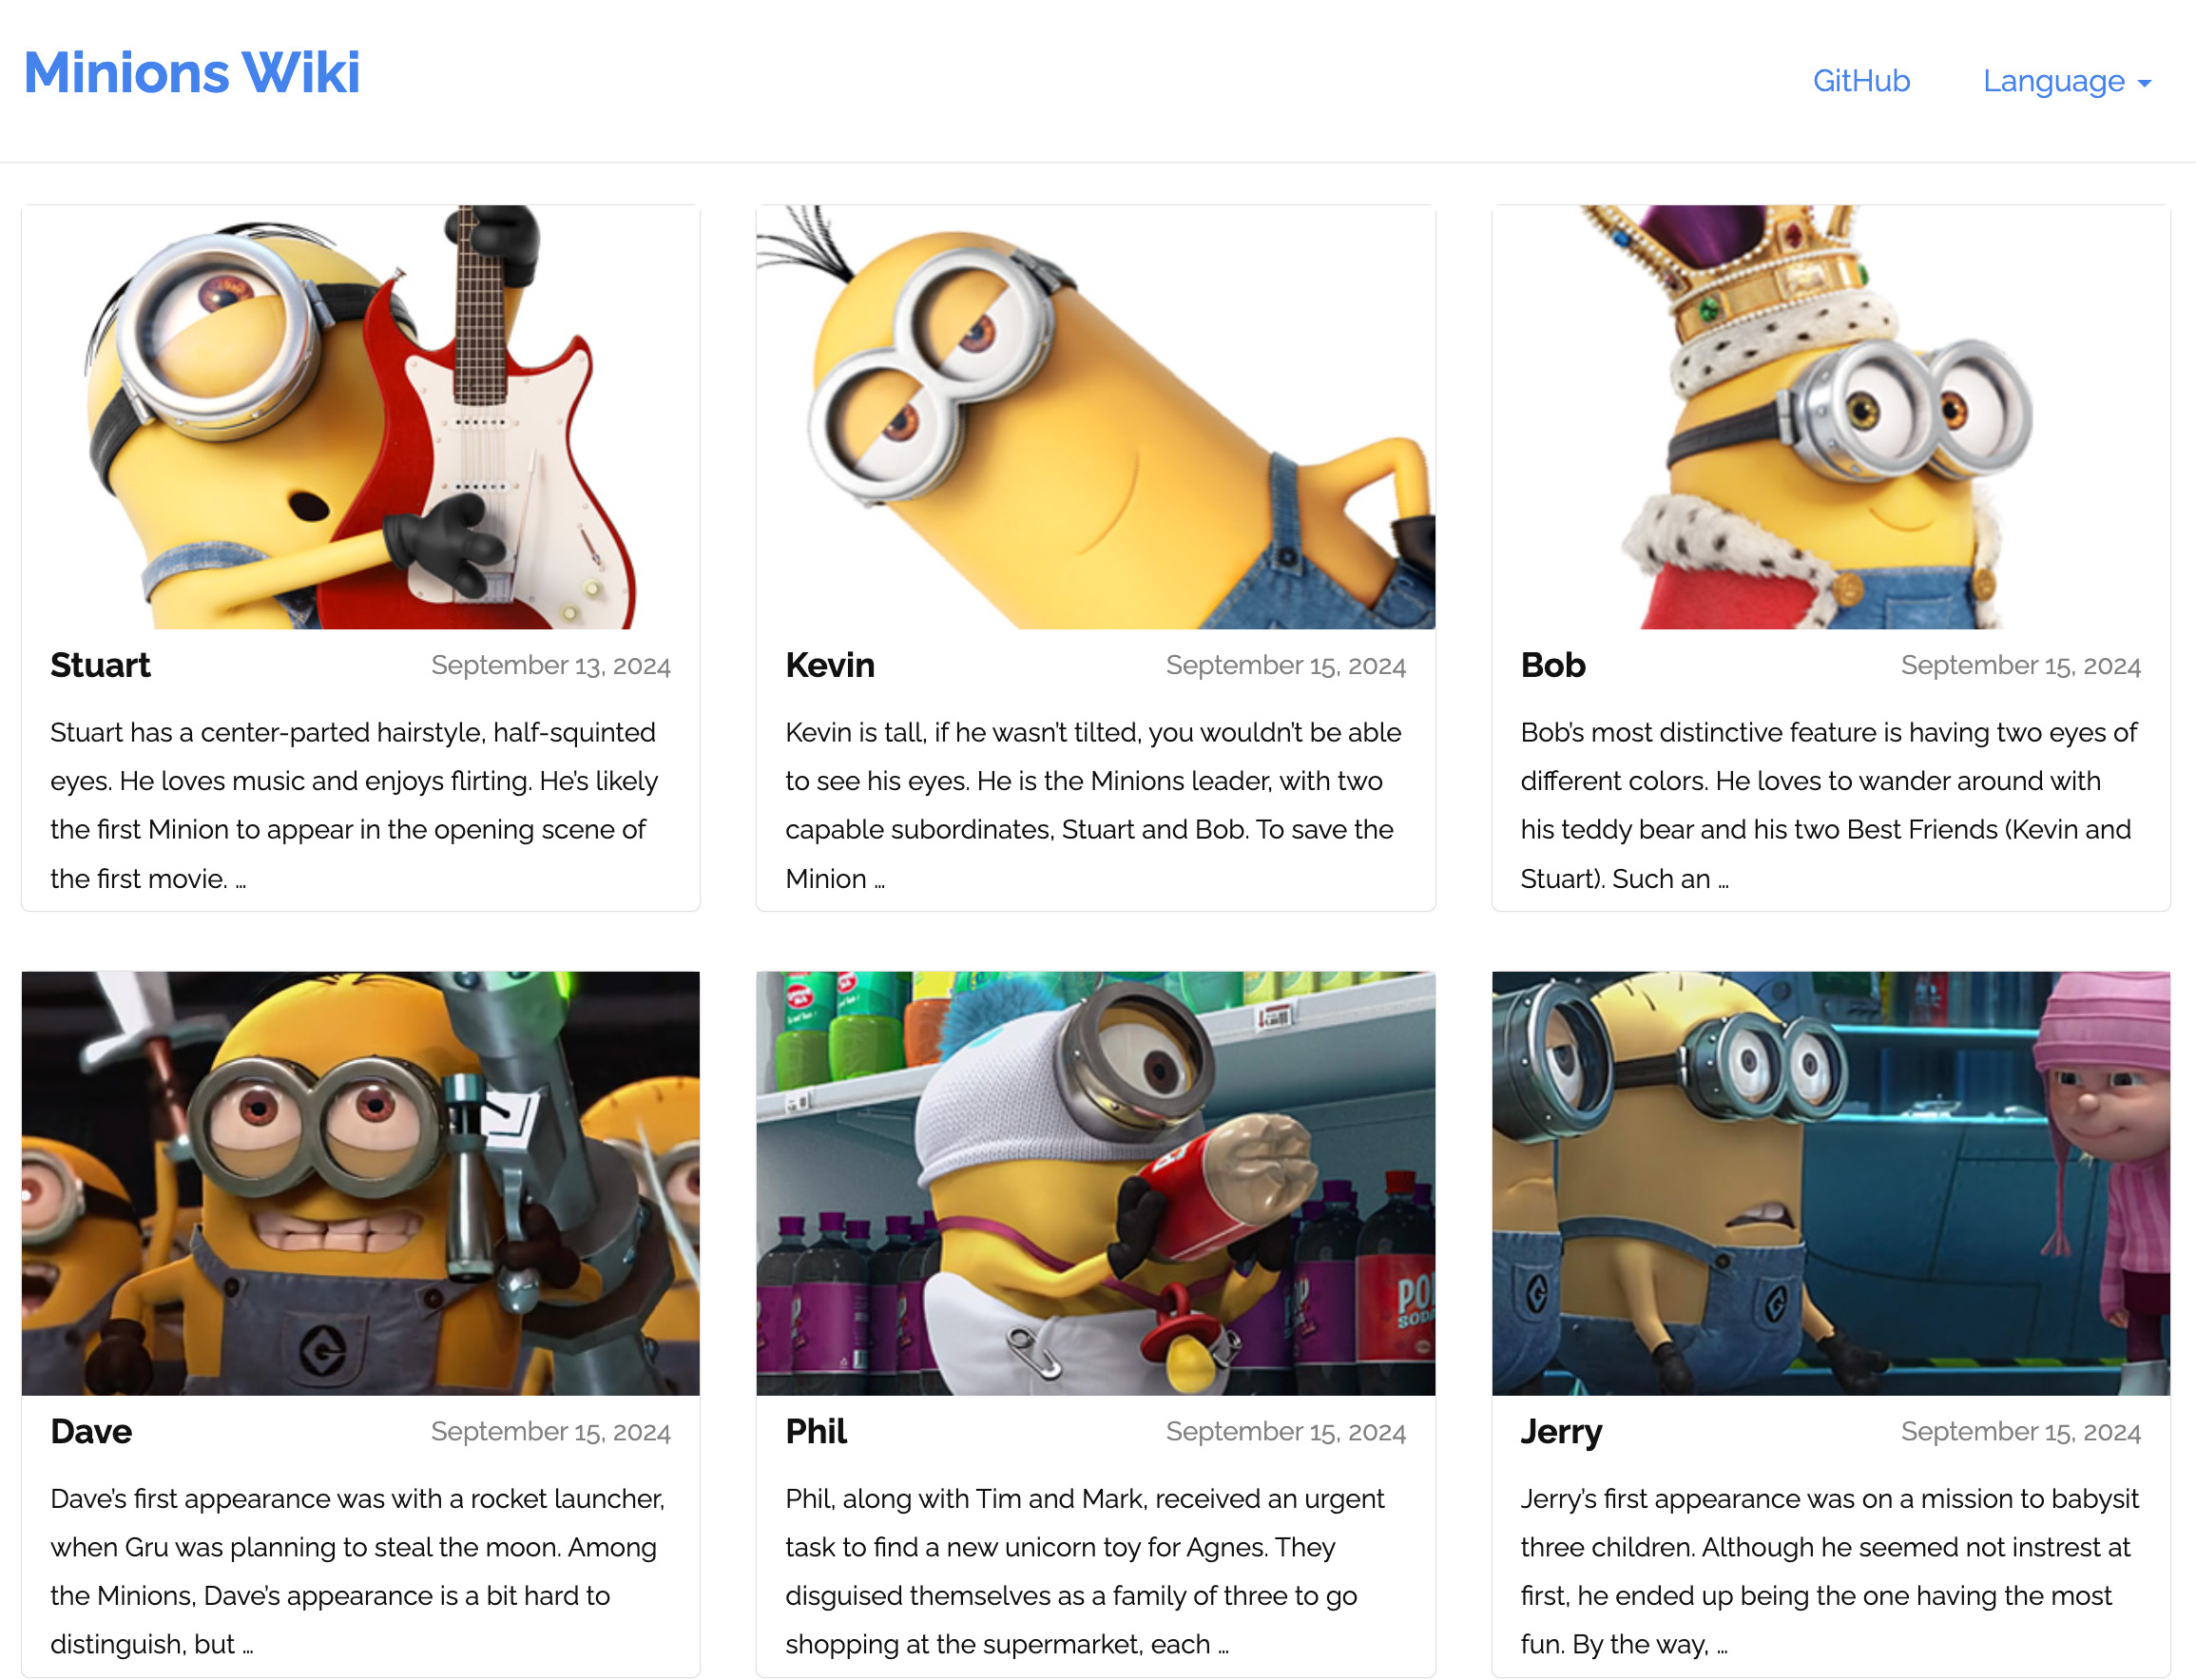 Minions Wiki
GitHub
Language
Stuart
September 13, 2024
Stuart has a center-parted hairstyle, half-squinted
eyes. He loves music and enjoys flirting. He's likely
the first Minion to appear in the opening scene of
the first movie. ...
Kevin
September 15, 2024
Kevin is tall, if he wasn't tilted, you wouldn't be able
to see his eyes. He is the Minions leader, with two
capable subordinates, Stuart and Bob. To save the
Minion ...
Bob
September 15, 2024
Bob's most distinctive feature is having two eyes of
different colors. He loves to wander around with
his teddy bear and his two Best Friends (Kevin and
Stuart). Such an ...
POP
SODA
Dave
September 15, 2024
Dave's first appearance was with a rocket launcher,
when Gru was planning to steal the moon. Among
the Minions, Dave's appearance is a bit hard to
distinguish, but ...
Phil
September 15, 2024
Phil, along with Tim and Mark, received an urgent
task to find a new unicorn toy for Agnes. They
disguised themselves as a family of three to go
shopping at the supermarket, each ...
Jerry
September 15, 2024
Jerry's first appearance was on a mission to babysit
three children. Although he seemed not instrest at
first, he ended up being the one having the most
fun. By the way, ...